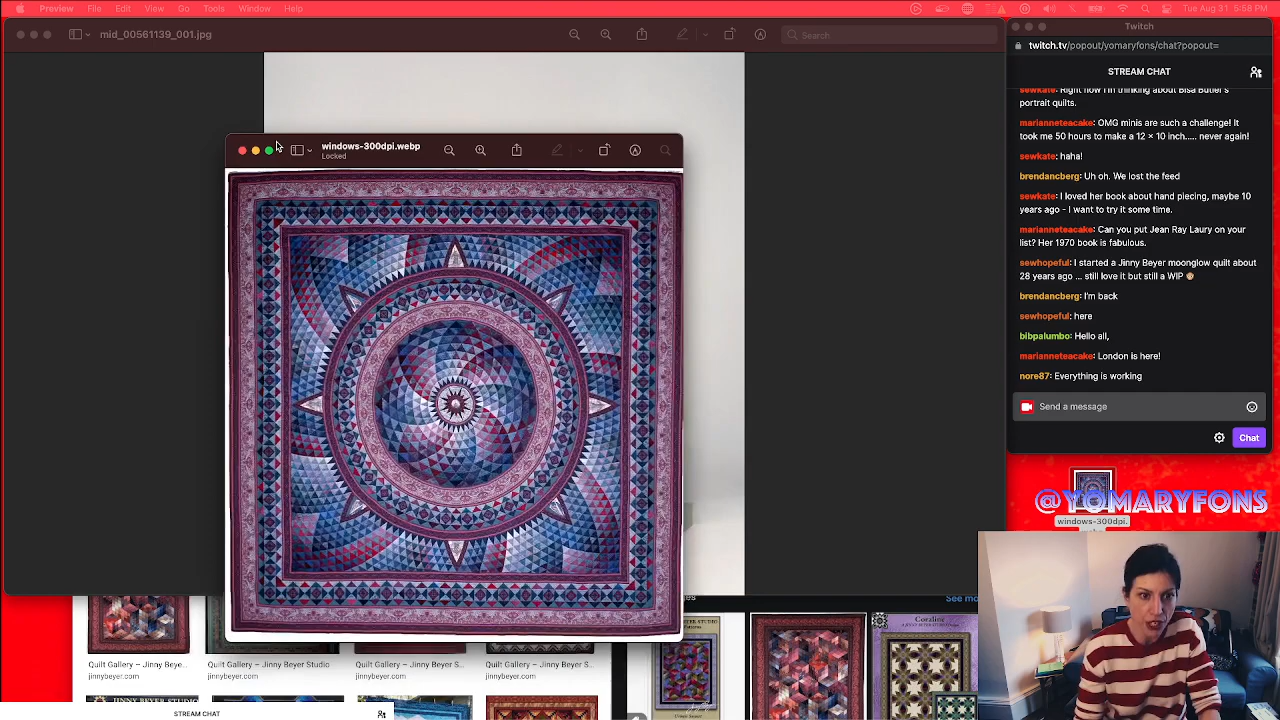 Preview File Edit View Go Tools Window Help
Tue Aug 31 5:58 PM
mid_00561139_001.jpg
Search
windows-300dpi.webp
Locked
Twitch
twitch.tv/popout/yomaryfons/chat?popout=
STREAM CHAT
sewkate: Right now I'm thinking about Bisa Butler's
portrait quilts.
marianneteacake: OMG minis are such a challenge! It
took me 50 hours to make a 12 × 10 inch..... never again!
sewkate: haha!
brendancberg: Uh oh. We lost the feed
sewkate: I loved her book about hand piecing, maybe 10
years ago - I want to try it some time.
marianneteacake: Can you put Jean Ray Laury on your
list? Her 1970 book is fabulous.
sewhopeful: I started a Jinny Beyer moonglow quilt about
28 years ago ... still love it but still a WIP
brendancberg: I'm back
sewhopeful: here
bibpalumbo: Hello all,
marianneteacake: London is here!
nore87: Everything is working
Send a message
Chat
@YOMARYFONS
windows-300dpi.
See mo
Coraline
Quilt Gallery – Jinny Beye...
jinnybeyer.com
Quilt Gallery – Jinny Beyer Studio
jinnybeyer.com
Quilt Gallery – Jinny Beyer S...
jinnybeyer.com
Quilt Gallery – Jinny Beyer S...
jinnybeyer.com
JINNY BEYER STUDIO
STREAM CHAT